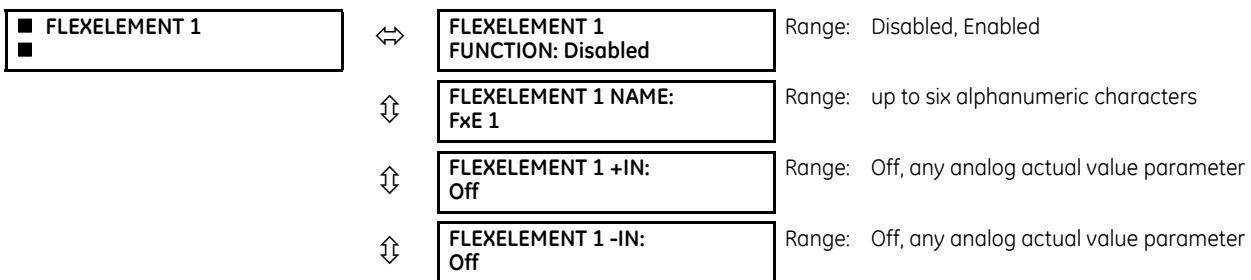 ■ FLEXELEMENT 1
■
FLEXELEMENT 1
FUNCTION: Disabled
Range: Disabled, Enabled
FLEXELEMENT 1 NAME:
FxE 1
Range: up to six alphanumeric characters
FLEXELEMENT 1 +IN:
Off
Range: Off, any analog actual value parameter
FLEXELEMENT 1 -IN:
Off
Range: Off, any analog actual value parameter